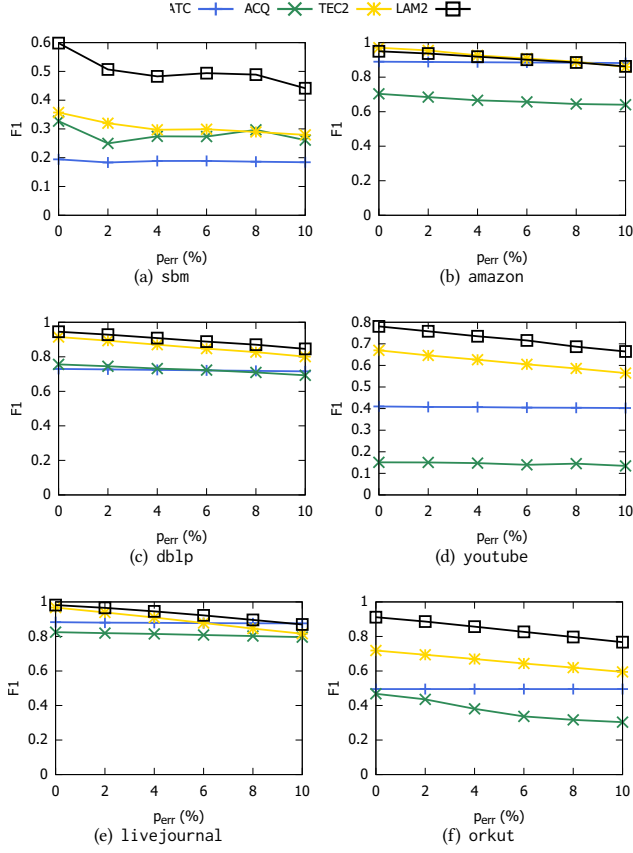 ATC ACQ TEC2 LAM2
0.6
0.5
0.4
0.3
0.2
0.1
0
F1
0 2 4 6 8 10
perr (%)
(a) sbm
1
0.8
0.6
0.4
0.2
0
F1
0 2 4 6 8 10
perr (%)
(b) amazon
1
0.8
0.6
0.4
0.2
0
F1
0 2 4 6 8 10
perr (%)
(c) dblp
0.8
0.7
0.6
0.5
0.4
0.3
0.2
0.1
0
F1
0 2 4 6 8 10
perr (%)
(d) youtube
1
0.8
0.6
0.4
0.2
0
F1
0 2 4 6 8 10
perr (%)
(e) livejournal
1
0.8
0.6
0.4
0.2
0
F1
0 2 4 6 8 10
perr (%)
(f) orkut